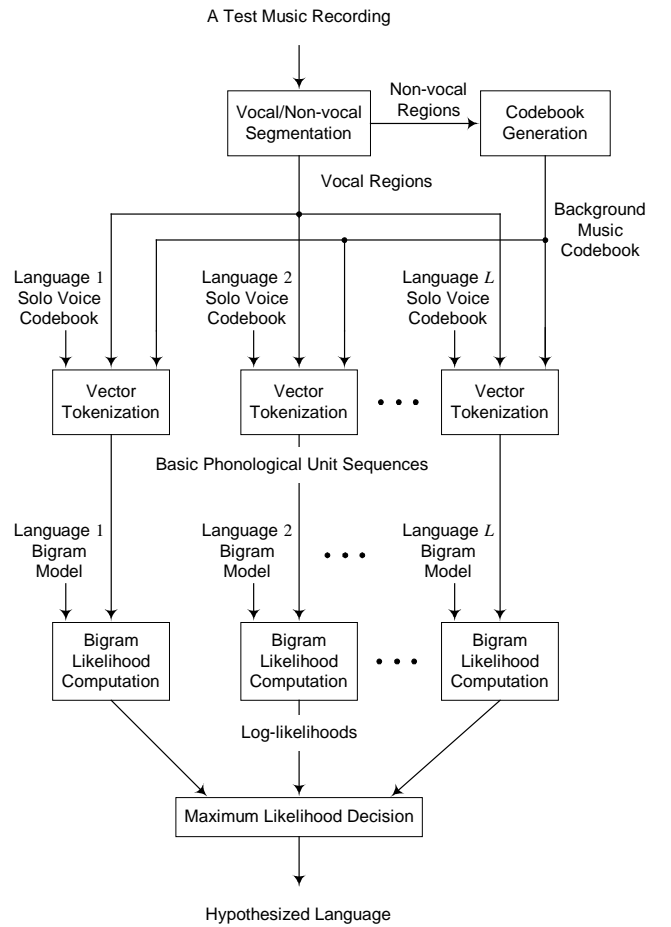 A Test Music Recording
Vocal/Non-vocal
Segmentation
Non-vocal
Regions
Codebook
Generation
Vocal Regions
Background
Music
Codebook
Language 1
Solo Voice
Codebook
Language 2
Solo Voice
Codebook
Language L
Solo Voice
Codebook
Vector
Tokenization
Vector
Tokenization
Vector
Tokenization
Basic Phonological Unit Sequences
Language 1
Bigram
Model
Language 2
Bigram
Model
Language L
Bigram
Model
Bigram
Likelihood
Computation
Bigram
Likelihood
Computation
Bigram
Likelihood
Computation
Log-likelihoods
Maximum Likelihood Decision
Hypothesized Language